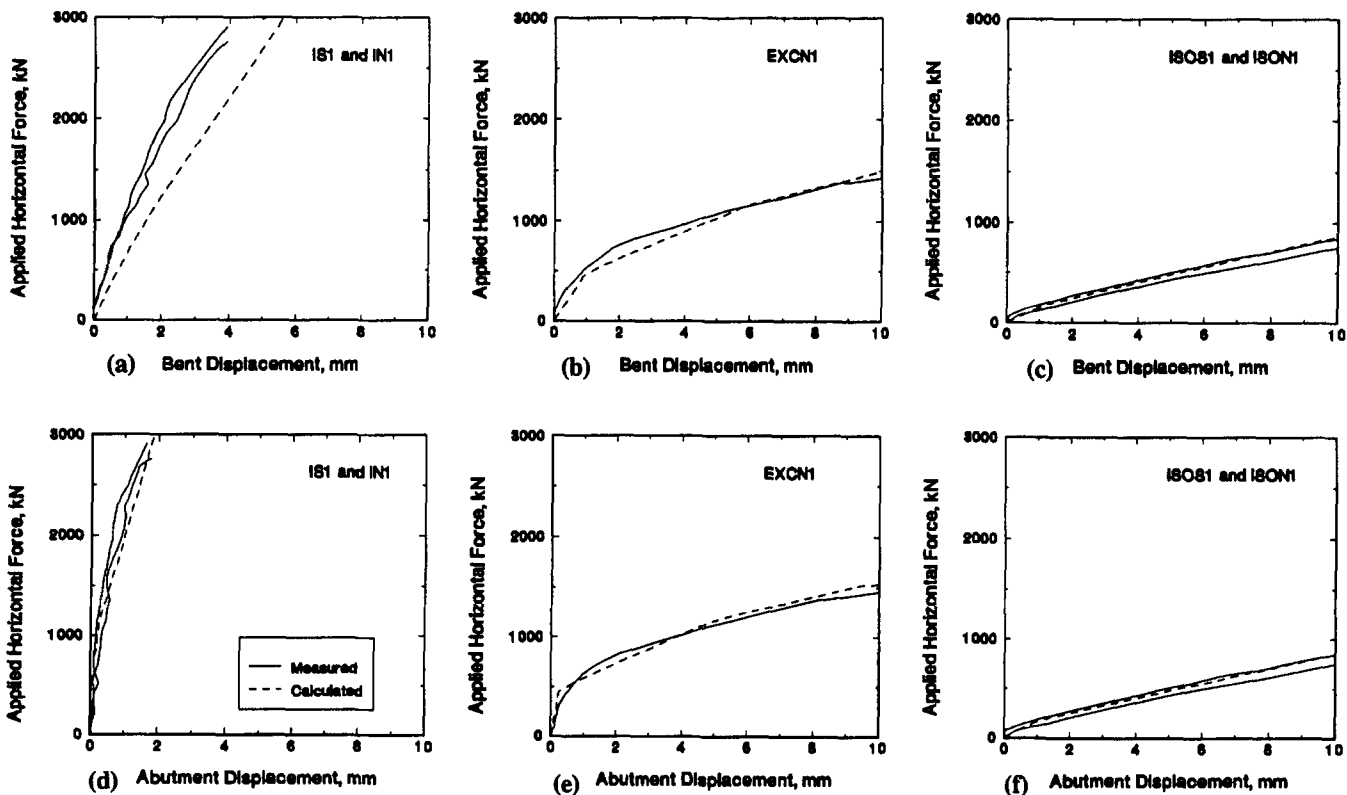 Applied Horizontal Force, kN
3000
2000
1000
0
IS1 and IN1
0 2 4 6 8 10
(a) Bent Displacement, mm
Applied Horizontal Force, kN
3000
2000
1000
0
EXCN1
0 2 4 6 8 10
(b) Bent Displacement, mm
Applied Horizontal Force, kN
3000
2000
1000
0
ISOS1 and ISON1
0 2 4 6 8 10
(c) Bent Displacement, mm
Applied Horizontal Force, kN
3000
2000
1000
0
IS1 and IN1
Measured
Calculated
0 2 4 6 8 10
(d) Abutment Displacement, mm
Applied Horizontal Force, kN
3000
2000
1000
0
EXCN1
0 2 4 6 8 10
(e) Abutment Displacement, mm
Applied Horizontal Force, kN
3000
2000
1000
0
ISOS1 and ISON1
0 2 4 6 8 10
(f) Abutment Displacement, mm